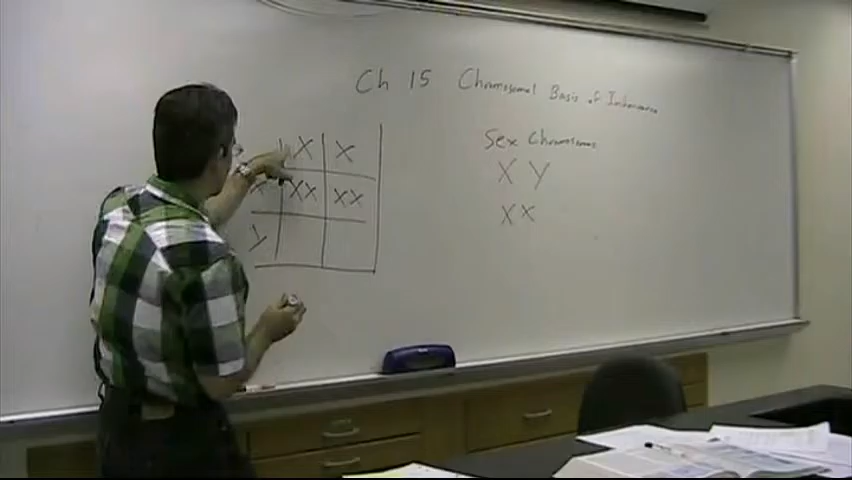 Ch 15 Chromosomal Basis of Inheritance
Sex Chromosomes
X Y
XX
X X
X XX XX
Y